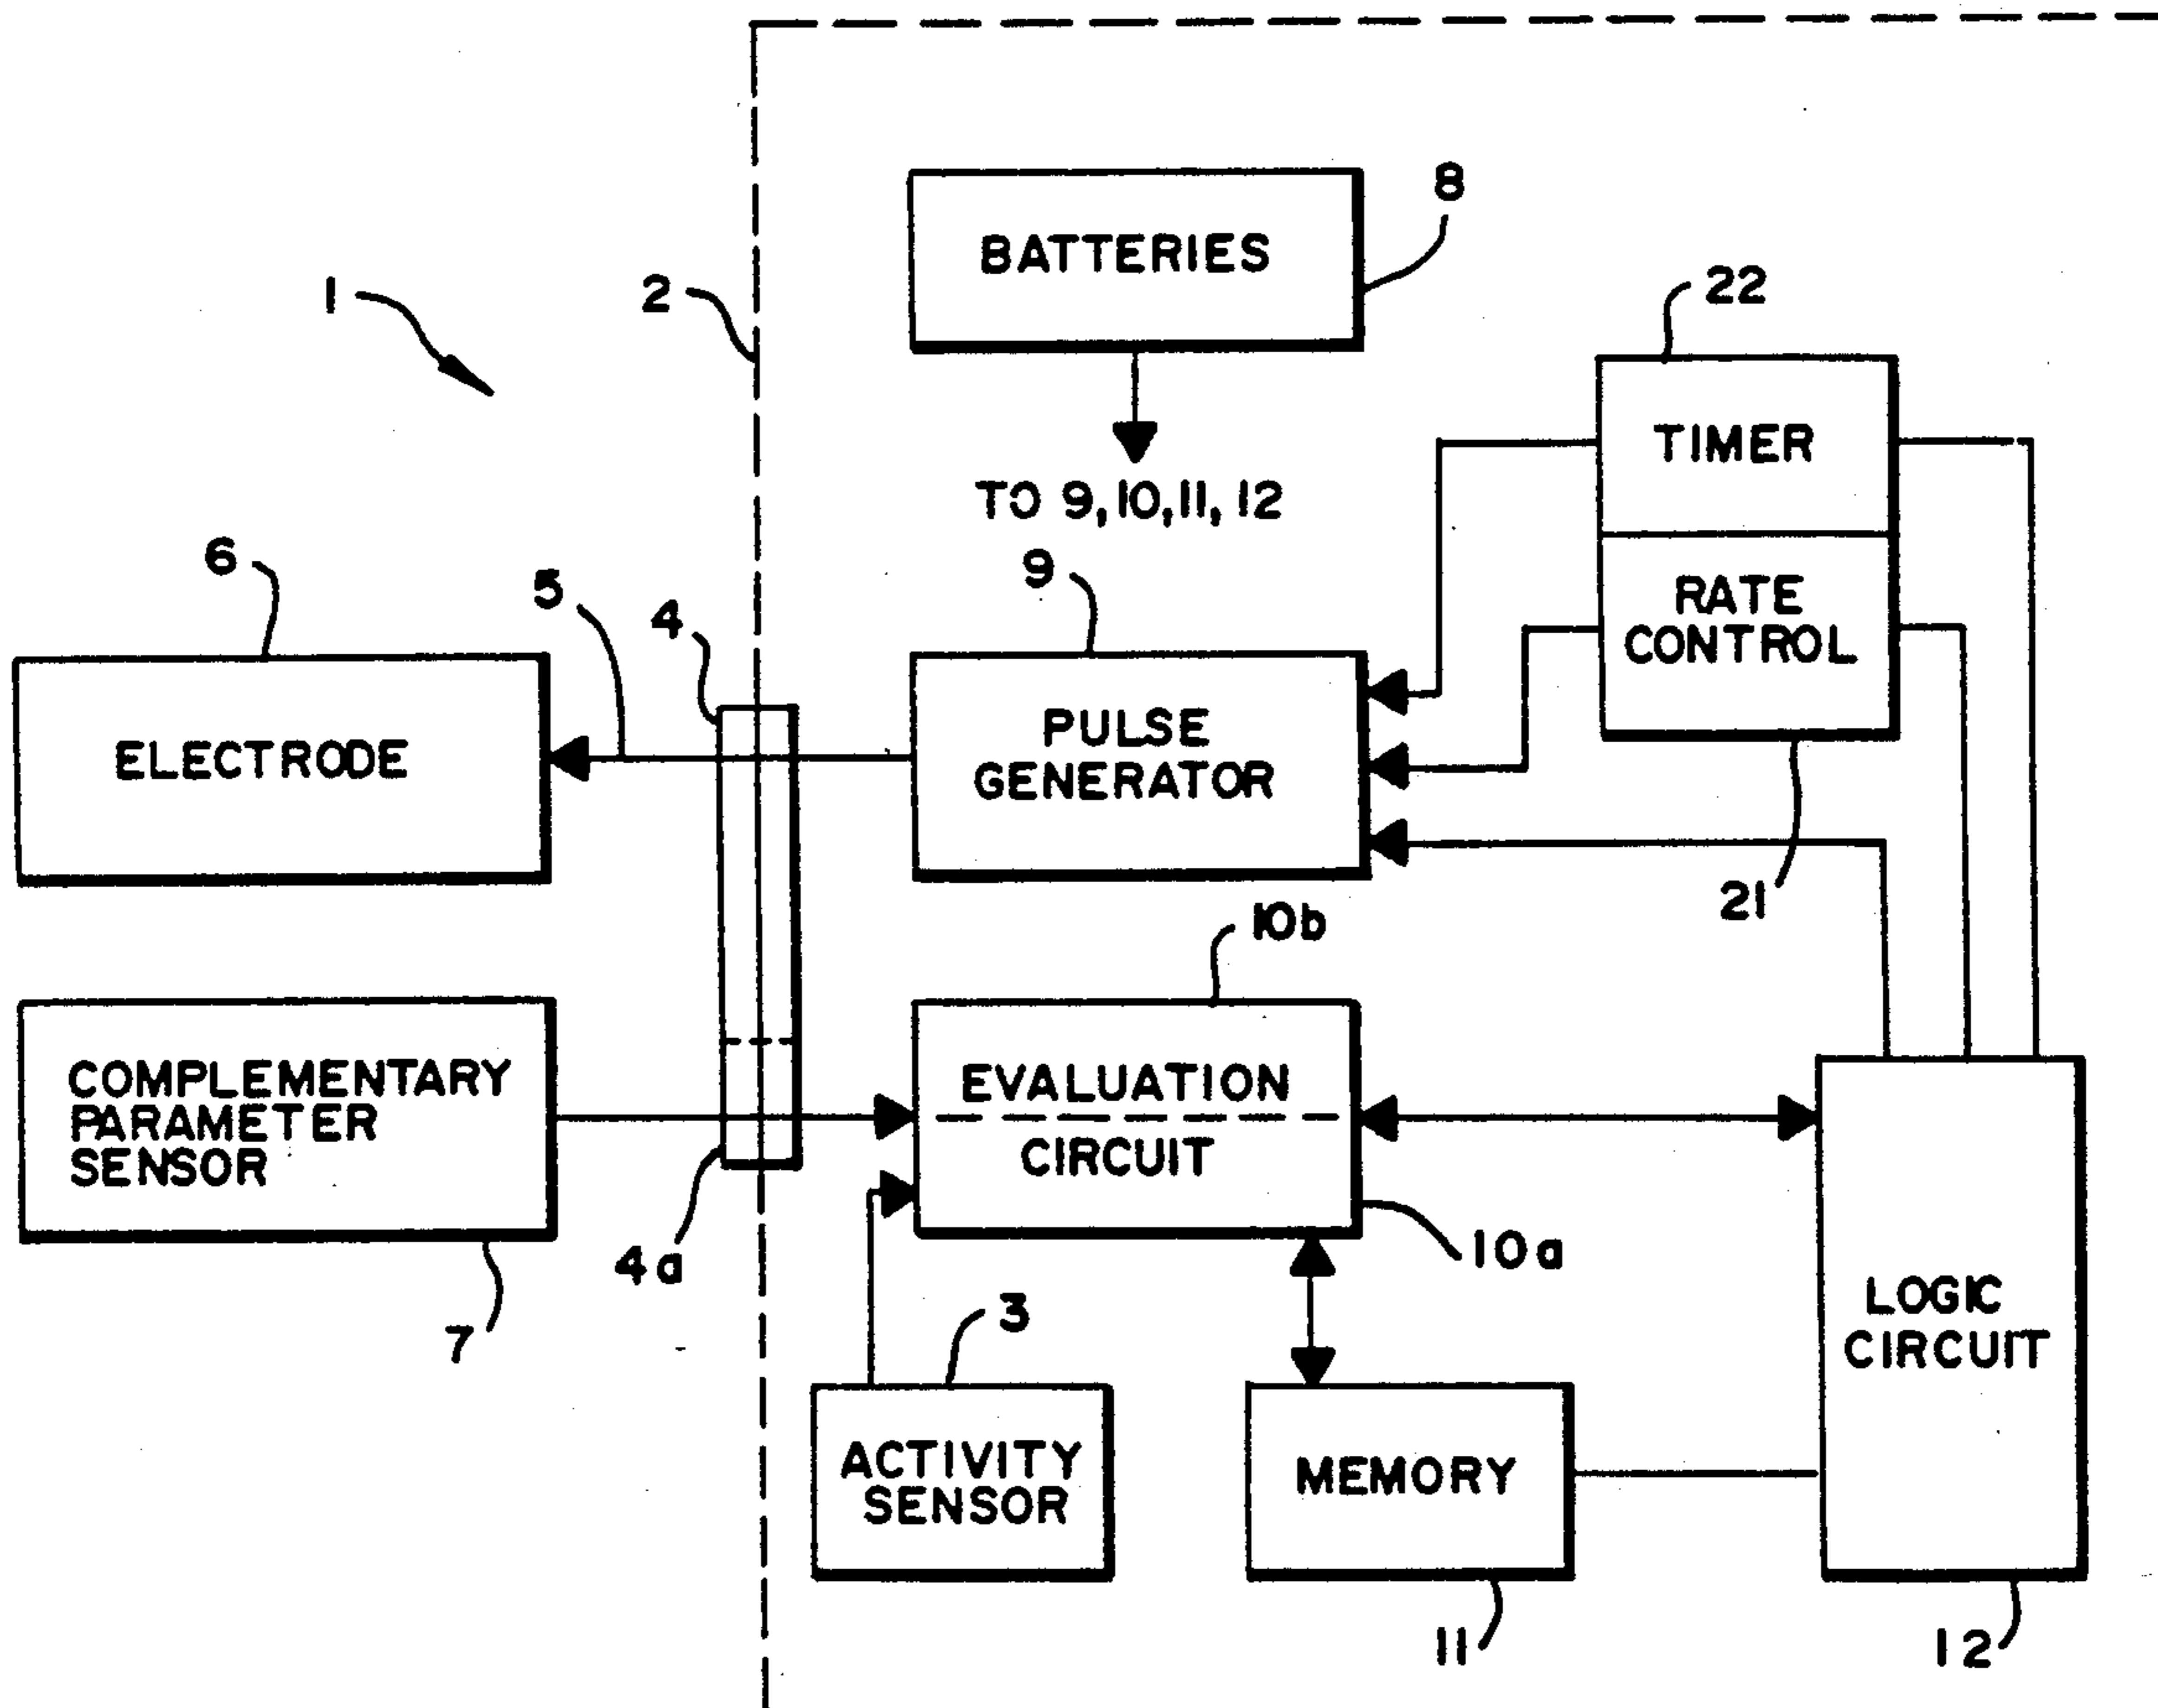 BATTERIES
8
1
2
22
TIMER
TO 9, 10, 11, 12
6
5
4
9
RATE
CONTROL
ELECTRODE
PULSE
GENERATOR
21
10b
COMPLEMENTARY
PARAMETER
SENSOR
EVALUATION
CIRCUIT
4a
10a
7
3
LOGIC
CIRCUIT
ACTIVITY
SENSOR
MEMORY
11
12